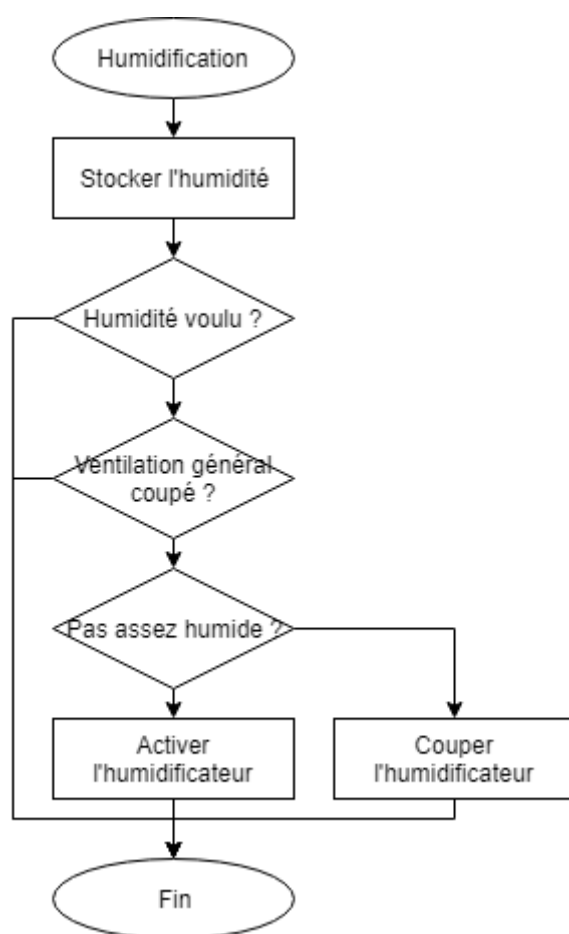 Humidification
Stocker l'humidité
Humidité voulu ?
Ventilation général
coupé ?
Pas assez humide ?
Activer
l'humidificateur
Couper
l'humidificateur
Fin